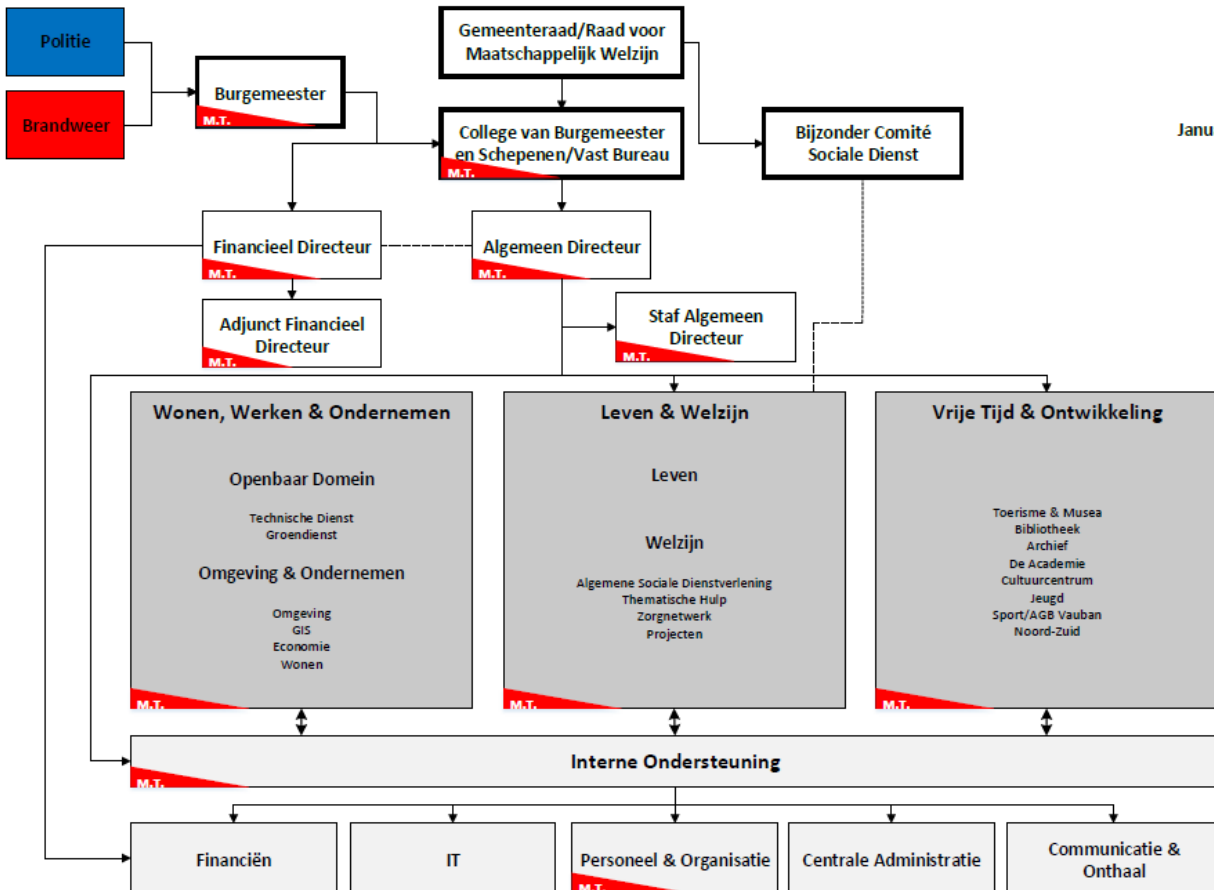 Politie
Gemeenteraad/Raad voor
Maatschappelijk Welzijn
Burgemeester
M.T.
Brandweer
College van Burgemeester
en Schepenen/Vast Bureau
M.T.
Bijzonder Comité
Sociale Dienst
Janu
Financieel Directeur
M.T.
Algemeen Directeur
M.T.
Adjunct Financieel
Directeur
M.T.
Staf Algemeen
Directeur
M.T.
Wonen, Werken & Ondernemen
Openbaar Domein
Technische Dienst
Groendienst
Omgeving & Ondernemen
Omgeving
GIS
Economie
Wonen
M.T.
Leven & Welzijn
Leven
Welzijn
Algemene Sociale Dienstverlening
Thematische Hulp
Zorgnetwerk
Projecten
M.T.
Vrije Tijd & Ontwikkeling
Toerisme & Musea
Bibliotheek
Archief
De Academie
Cultuurcentrum
Jeugd
Sport/AGB Vauban
Noord-Zuid
M.T.
Interne Ondersteuning
M.T.
Financiën
IT
Personeel & Organisatie
M.T.
Centrale Administratie
Communicatie &
Onthaal